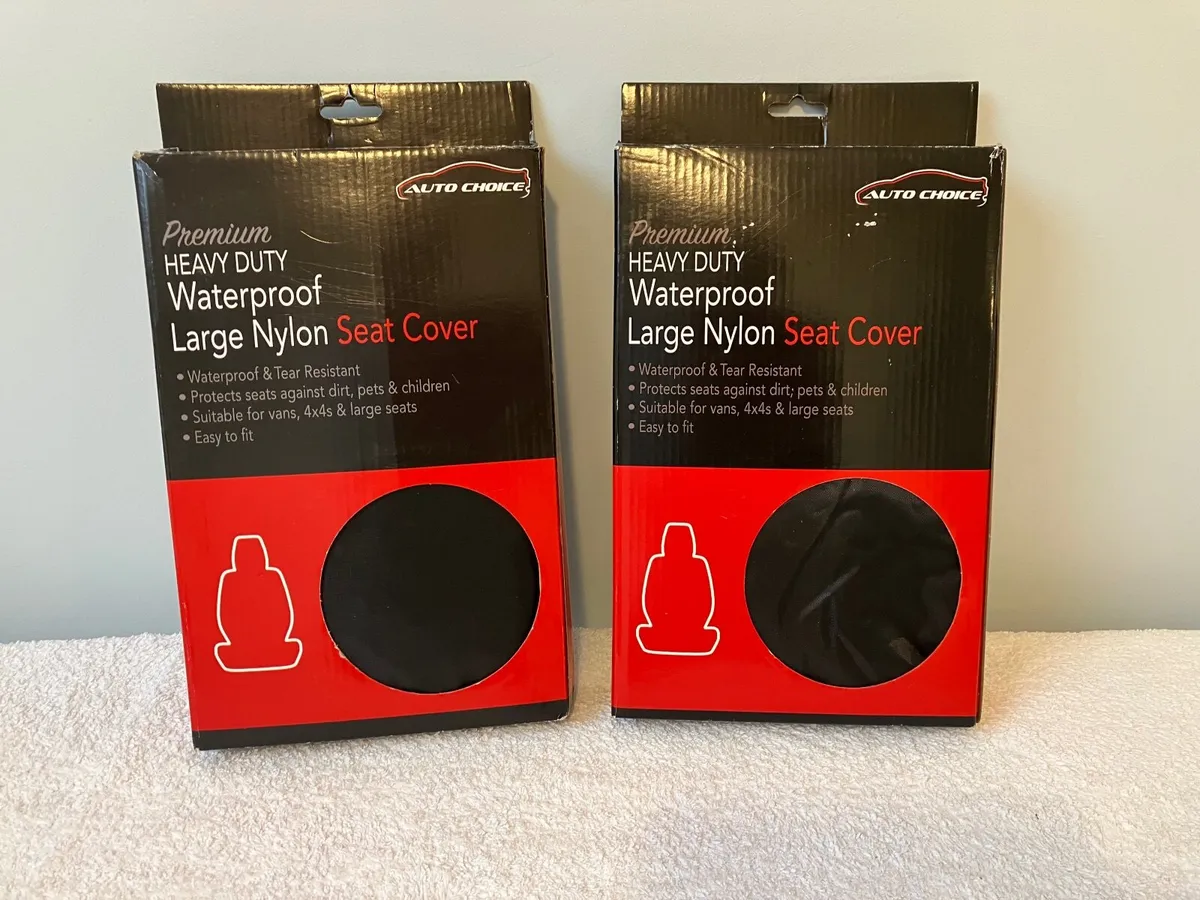 AUTO CHOICE
Premium
HEAVY DUTY
Waterproof
Large Nylon Seat Cover
• Waterproof & Tear Resistant
• Protects seats against dirt, pets & children
• Suitable for vans, 4x4s & large seats
• Easy to fit
AUTO CHOICE
Premium
HEAVY DUTY
Waterproof
Large Nylon Seat Cover
• Waterproof & Tear Resistant
• Protects seats against dirt; pets & children
• Suitable for vans, 4x4s & large seats
• Easy to fit